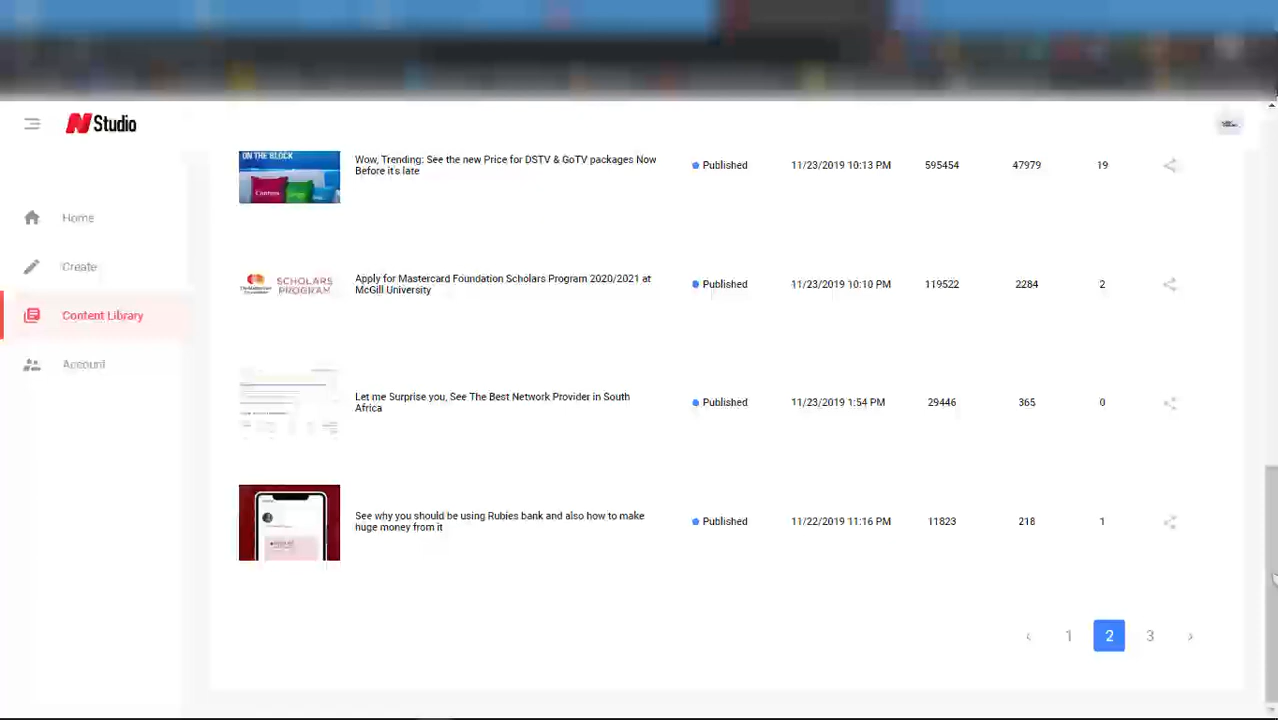 N Studio
ON THE BLOCK
Wow, Trending: See the new Price for DSTV & GoTV packages Now
Before it's late
Published
11/23/2019 10:13 PM
595454
47979
19
Home
Create
Content Library
Account
SCHOLARS
PROGRAM
Apply for Mastercard Foundation Scholars Program 2020/2021 at
McGill University
Published
11/23/2019 10:10 PM
119522
2284
2
Let me Surprise you, See The Best Network Provider in South
Africa
Published
11/23/2019 1:54 PM
29446
365
0
See why you should be using Rubies bank and also how to make
huge money from it
Published
11/22/2019 11:16 PM
11823
218
1
‹ 1 2 3 ›